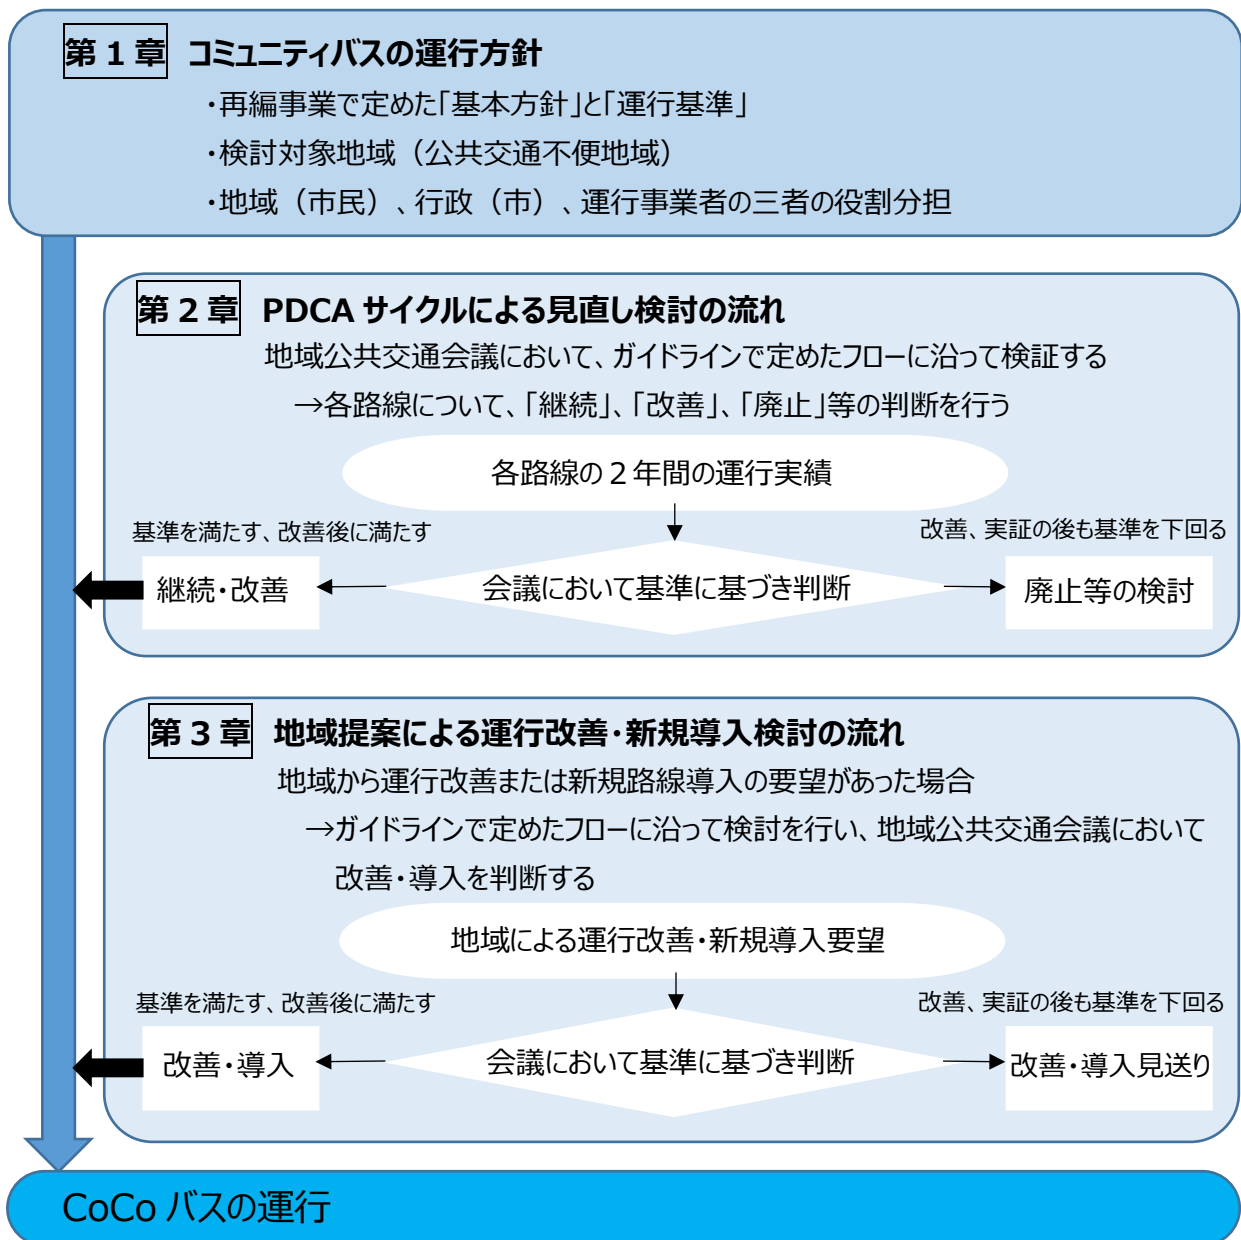 第1章 コミュニティバスの運行方針
・再編事業で定めた「基本方針」と「運行基準」
・検討対象地域（公共交通不便地域）
・地域（市民）、行政（市）、運行事業者の三者の役割分担
第2章 PDCAサイクルによる見直し検討の流れ
地域公共交通会議において、ガイドラインで定めたフローに沿って検証する
→各路線について、「継続」、「改善」、「廃止」等の判断を行う
各路線の2年間の運行実績
基準を満たす、改善後に満たす
改善、実証の後も基準を下回る
継続・改善
会議において基準に基づき判断
廃止等の検討
第3章 地域提案による運行改善・新規導入検討の流れ
地域から運行改善または新規路線導入の要望があった場合
→ガイドラインで定めたフローに沿って検討を行い、地域公共交通会議において
改善・導入を判断する
地域による運行改善・新規導入要望
基準を満たす、改善後に満たす
改善、実証の後も基準を下回る
改善・導入
会議において基準に基づき判断
改善・導入見送り
CoCoバスの運行